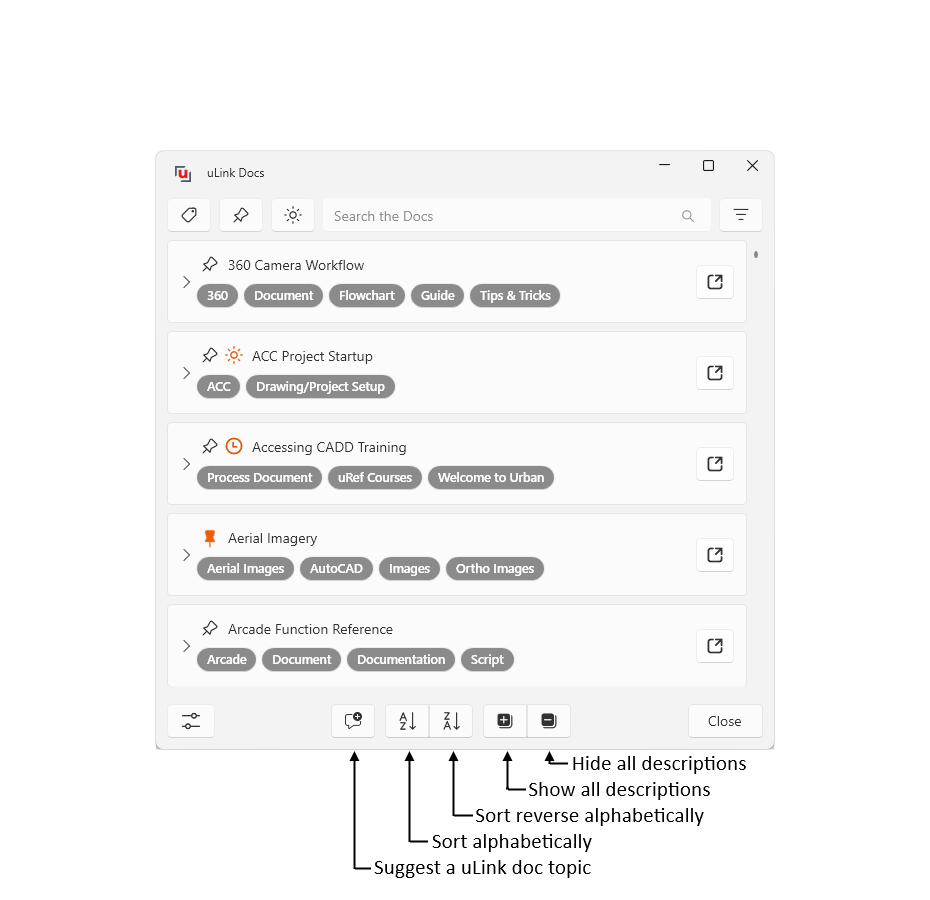 uLink Docs
Search the Docs
360 Camera Workflow
360 Document Flowchart Guide Tips & Tricks
ACC Project Startup
ACC Drawing/Project Setup
Accessing CADD Training
Process Document uRef Courses Welcome to Urban
Aerial Imagery
Aerial Images AutoCAD Images Ortho Images
Arcade Function Reference
Arcade Document Documentation Script
A Z Z A Close
Hide all descriptions
Show all descriptions
Sort reverse alphabetically
Sort alphabetically
Suggest a uLink doc topic